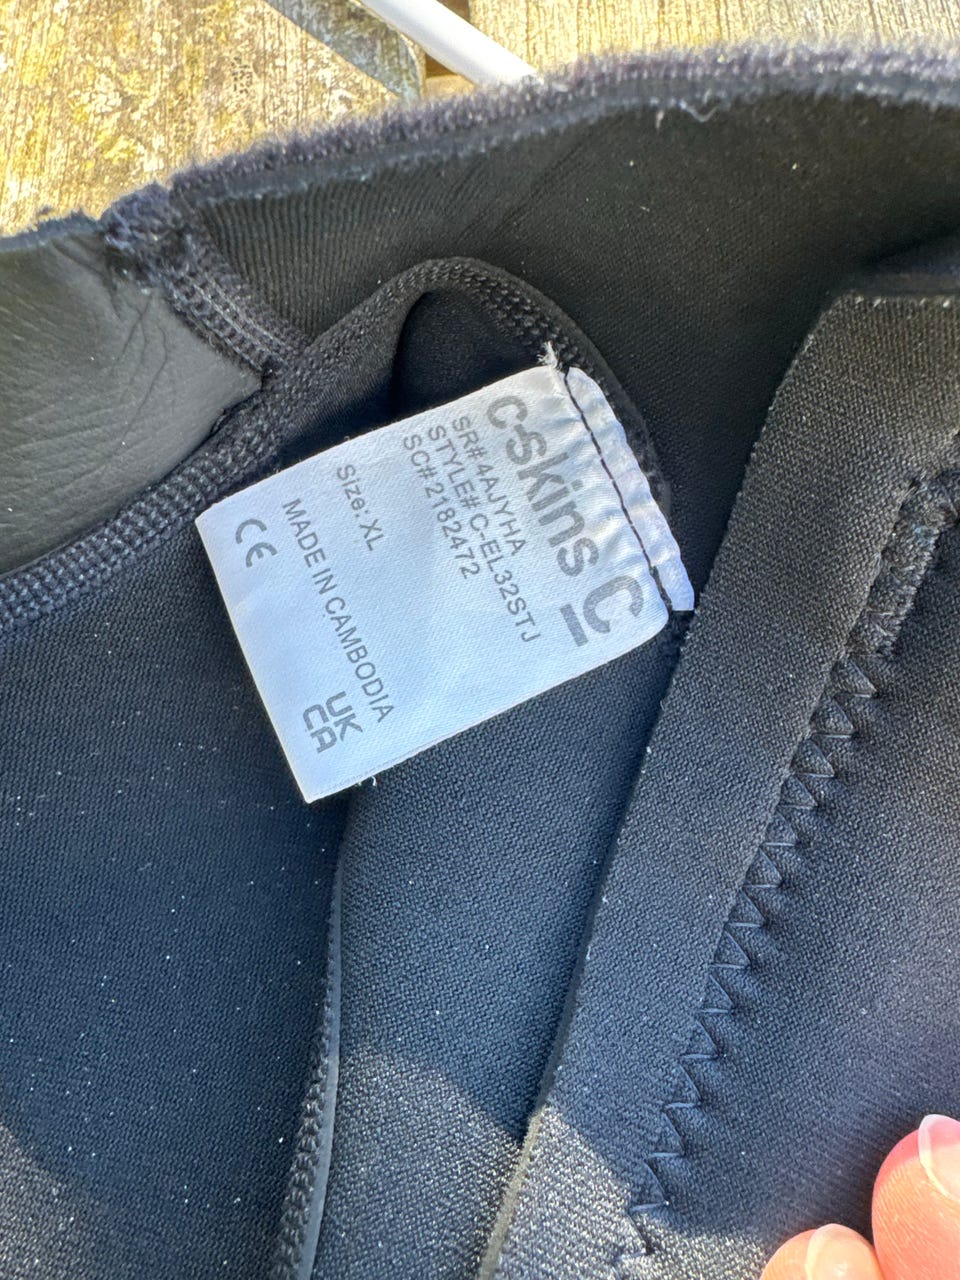 C-Skins C
SR# 4AJYHA
STYLE# C-EL32STJ
SC# 2182472
Size: XL
MADE IN CAMBODIA
CE
UK
CA